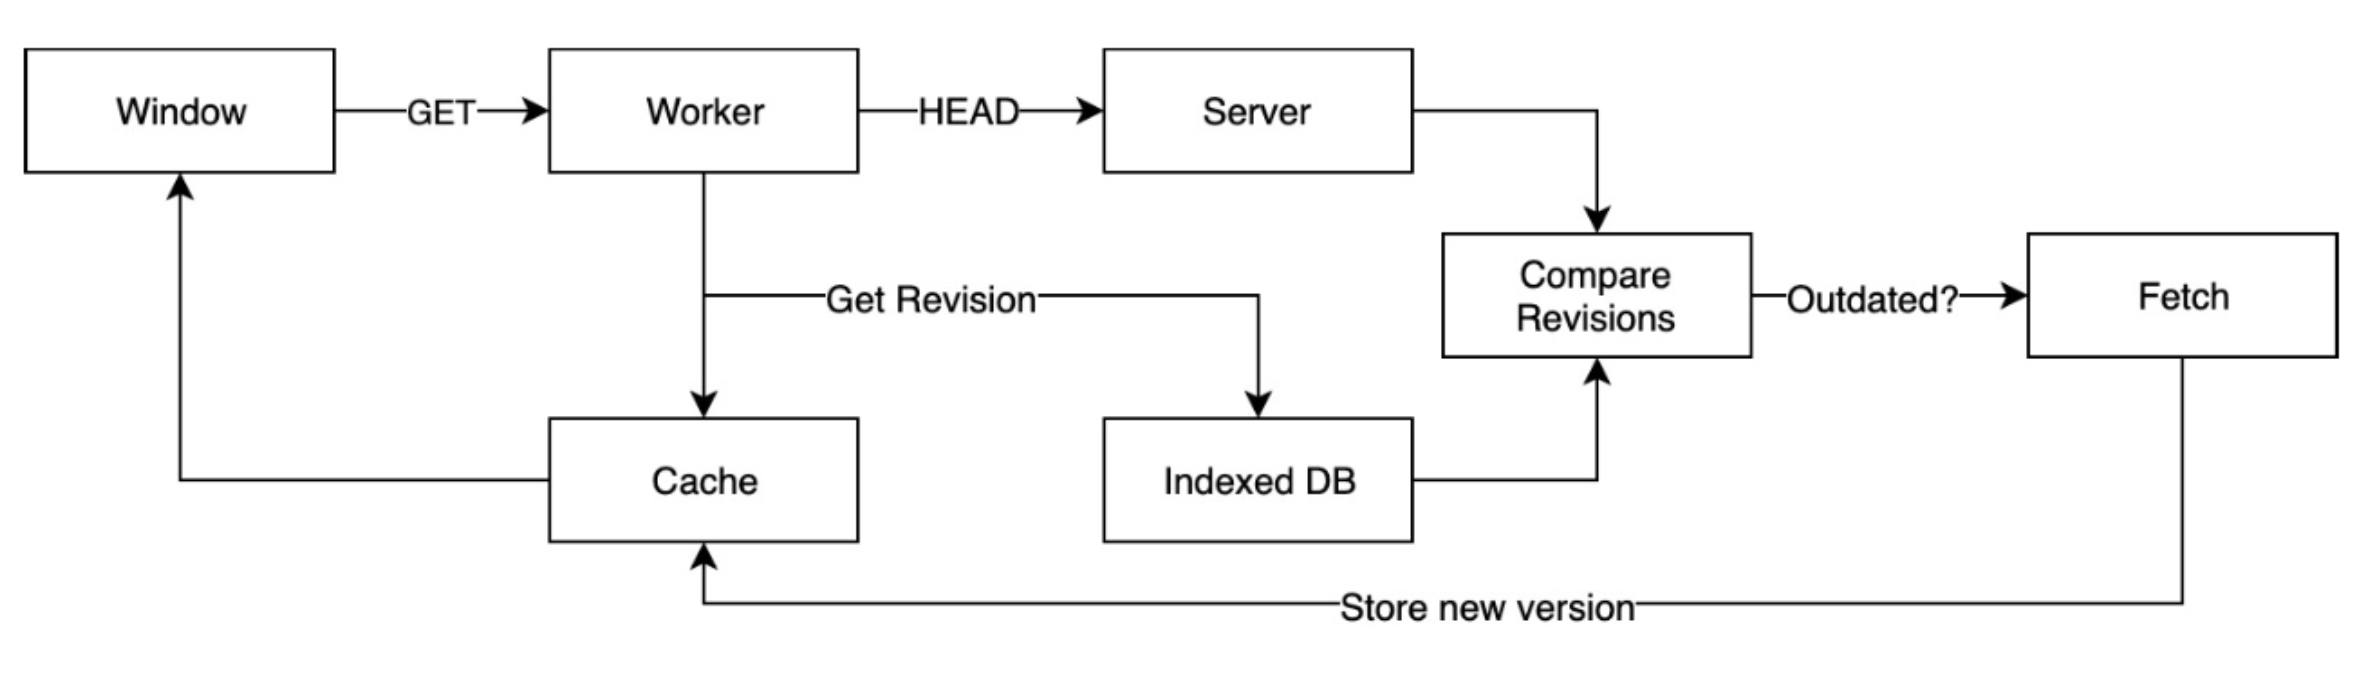 Window
GET
Worker
HEAD
Server
Get Revision
Compare
Revisions
Outdated?
Fetch
Cache
Indexed DB
Store new version